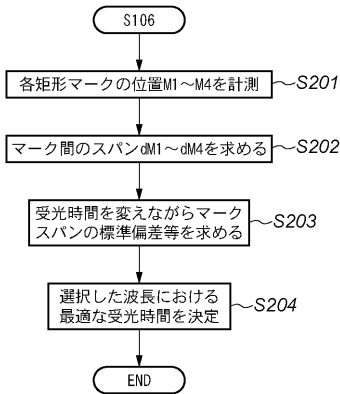 S106
各矩形マークの位置M1～M4を計測
S201
マーク間のスパンdM1～dM4を求める
S202
受光時間を変えながらマーク
スパンの標準偏差等を求める
S203
選択した波長における
最適な受光時間を決定
S204
END